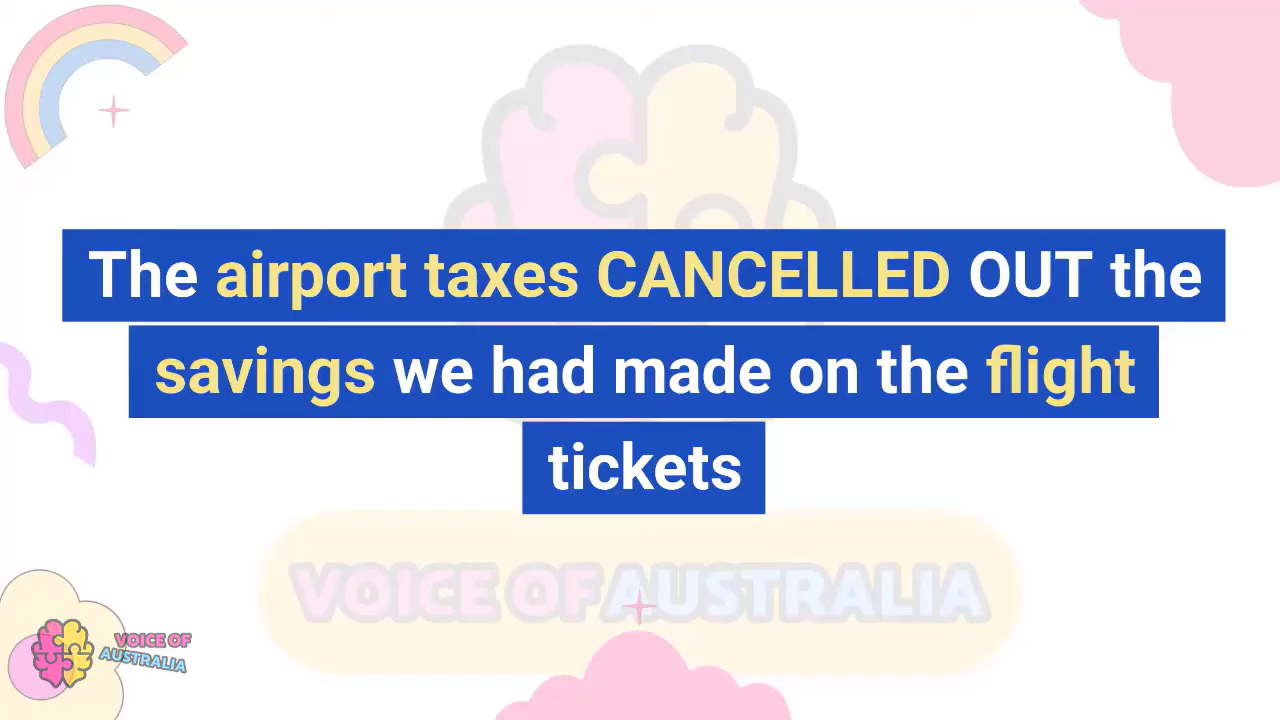 The airport taxes CANCELLED OUT the
savings we had made on the flight
tickets
VOICE OF AUSTRALIA
VOICE OF
AUSTRALIA